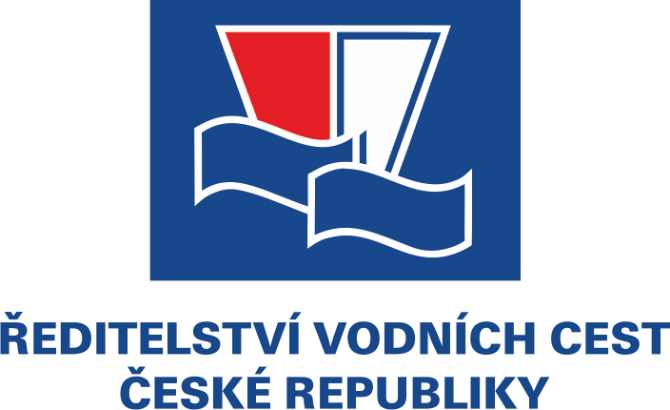 ŘEDITELSTVÍ VODNÍCH CEST
ČESKÉ REPUBLIKY